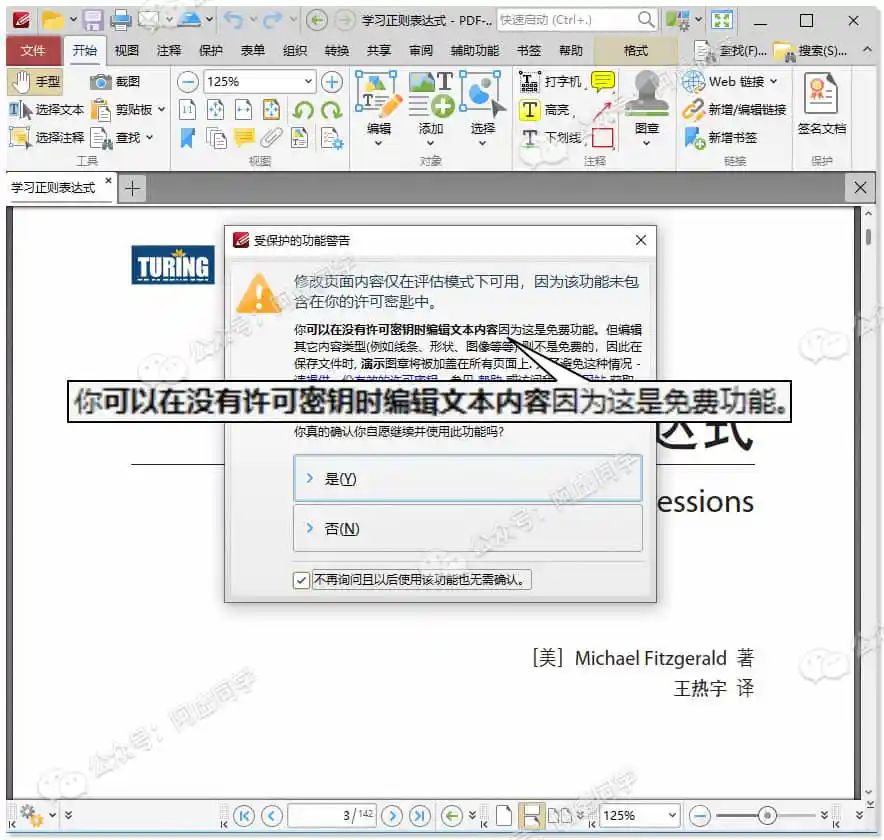 学习正则表达式 - PDF-...
快速启动 (Ctrl+.)
文件 开始 视图 注释 保护 表单 组织 转换 共享 审阅 辅助功能 书签 帮助 格式 查找(F)... 搜索(S)...
手型 截图 125% 打字机 Web 链接
选择文本 剪贴板 高亮 新增/编辑链接
编辑 添加 选择 图章 签名文档
选择注释 查找 下划线 新增书签
工具 视图 对象 注释 链接 保护
学习正则表达式
TURING
受保护的功能警告
修改页面内容仅在评估模式下可用，因为该功能未包
含在你的许可密匙中。
你可以在没有许可密钥时编辑文本内容因为这是免费功能。但编辑
其它内容类型(例如线条、形状、图像等等)则不是免费的，因此在
保存文件时, 演示图章将被加盖在所有页面上.
你可以在没有许可密钥时编辑文本内容因为这是免费功能。
你真的确认你自愿继续并使用此功能吗?
达式
是(Y)
essions
否(N)
不再询问且以后使用该功能也无需确认。
[美] Michael Fitzgerald 著
王热宇 译
3/142
125%
公众号：阿虚同学
公众号：阿虚同学
公众号：阿虚同学